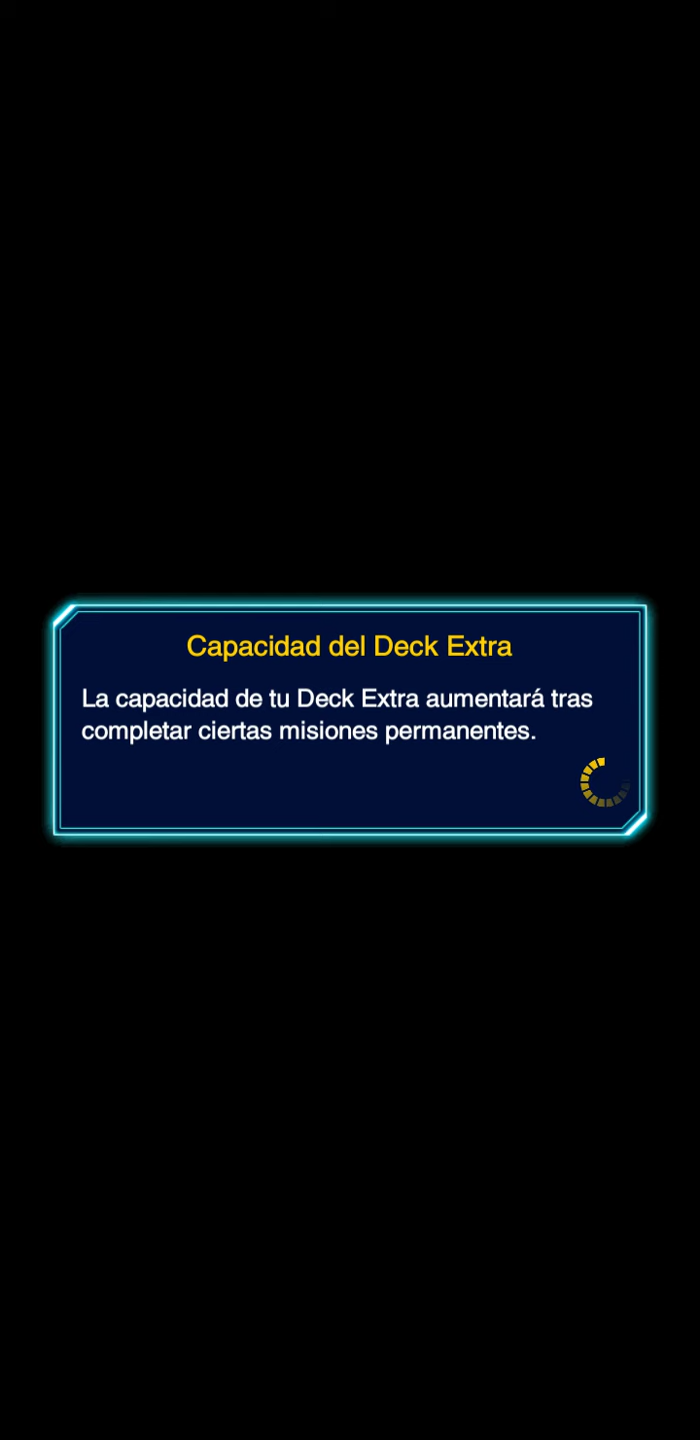 Capacidad del Deck Extra
La capacidad de tu Deck Extra aumentará tras
completar ciertas misiones permanentes.